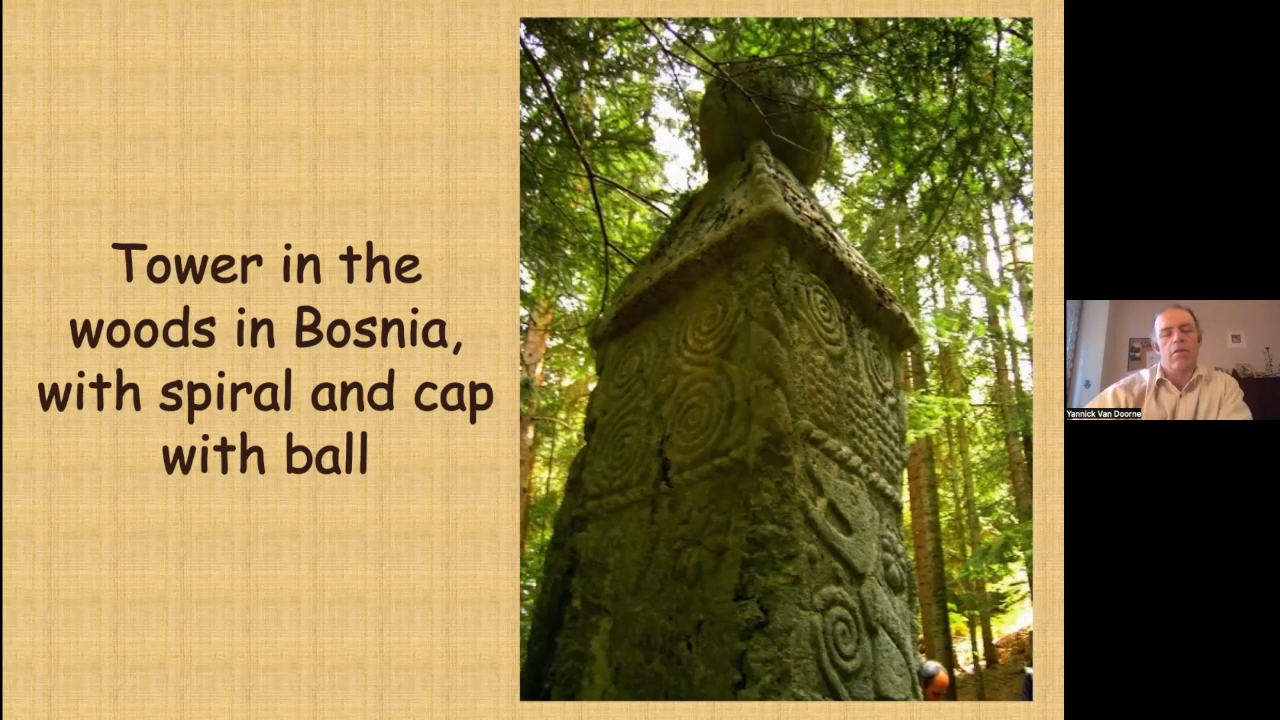 Tower in the
woods in Bosnia,
with spiral and cap
with ball
Yannick Van Doorne